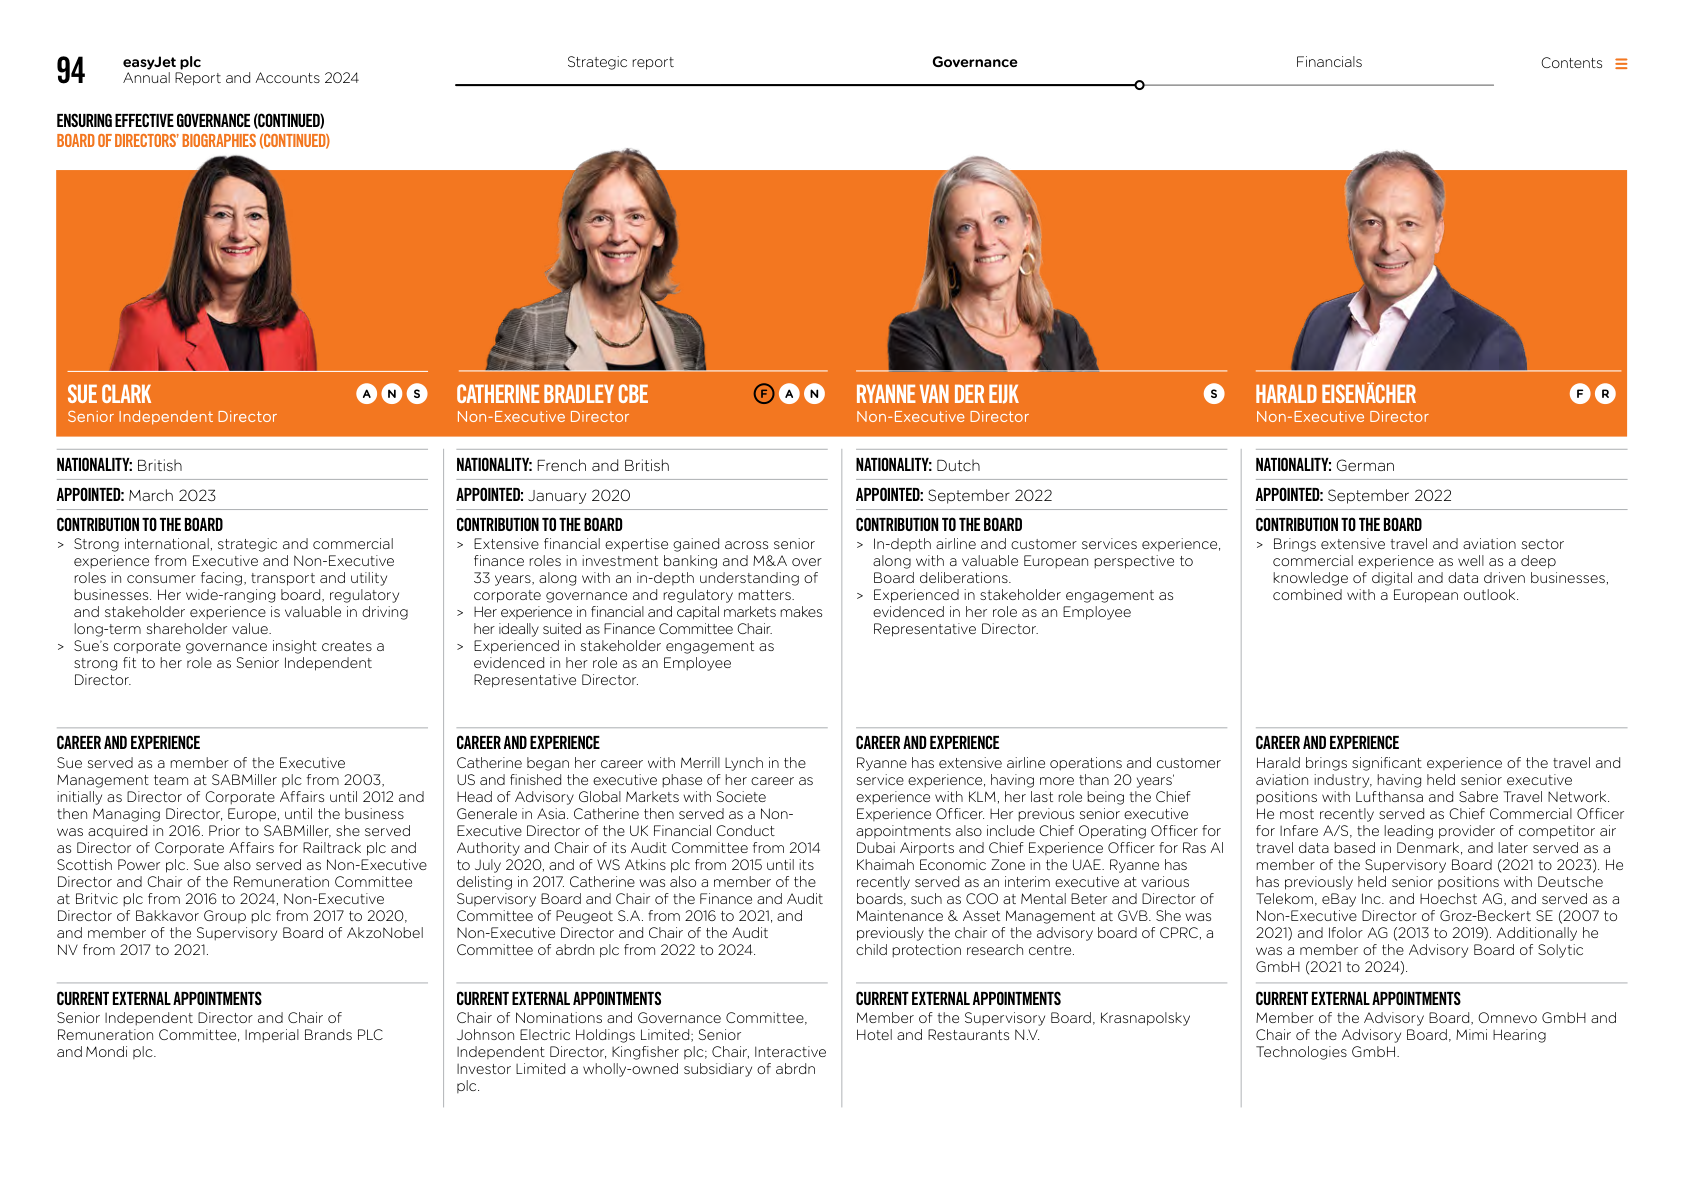 94
easyJet plc
Annual Report and Accounts 2024
Strategic report
Governance
Financials
Contents
ENSURING EFFECTIVE GOVERNANCE (CONTINUED)
BOARD OF DIRECTORS' BIOGRAPHIES (CONTINUED)
SUE CLARK
A N S
Senior Independent Director
NATIONALITY: British
APPOINTED: March 2023
CONTRIBUTION TO THE BOARD
> Strong international, strategic and commercial
experience from Executive and Non-Executive
roles in consumer facing, transport and utility
businesses. Her wide-ranging board, regulatory
and stakeholder experience is valuable in driving
long-term shareholder value.
> Sue's corporate governance insight creates a
strong fit to her role as Senior Independent
Director.
CAREER AND EXPERIENCE
Sue served as a member of the Executive
Management team at SABMiller plc from 2003,
initially as Director of Corporate Affairs until 2012 and
then Managing Director, Europe, until the business
was acquired in 2016. Prior to SABMiller, she served
as Director of Corporate Affairs for Railtrack plc and
Scottish Power plc. Sue also served as Non-Executive
Director and Chair of the Remuneration Committee
at Britvic plc from 2016 to 2024, Non-Executive
Director of Bakkavor Group plc from 2017 to 2020,
and member of the Supervisory Board of AkzoNobel
NV from 2017 to 2021.
CURRENT EXTERNAL APPOINTMENTS
Senior Independent Director and Chair of
Remuneration Committee, Imperial Brands PLC
and Mondi plc.
CATHERINE BRADLEY CBE
F A N
Non-Executive Director
NATIONALITY: French and British
APPOINTED: January 2020
CONTRIBUTION TO THE BOARD
> Extensive financial expertise gained across senior
finance roles in investment banking and M&A over
33 years, along with an in-depth understanding of
corporate governance and regulatory matters.
> Her experience in financial and capital markets makes
her ideally suited as Finance Committee Chair.
> Experienced in stakeholder engagement as
evidenced in her role as an Employee
Representative Director.
CAREER AND EXPERIENCE
Catherine began her career with Merrill Lynch in the
US and finished the executive phase of her career as
Head of Advisory Global Markets with Societe
Generale in Asia. Catherine then served as a Non-
Executive Director of the UK Financial Conduct
Authority and Chair of its Audit Committee from 2014
to July 2020, and of WS Atkins plc from 2015 until its
delisting in 2017. Catherine was also a member of the
Supervisory Board and Chair of the Finance and Audit
Committee of Peugeot S.A. from 2016 to 2021, and
Non-Executive Director and Chair of the Audit
Committee of abrdn plc from 2022 to 2024.
CURRENT EXTERNAL APPOINTMENTS
Chair of Nominations and Governance Committee,
Johnson Electric Holdings Limited; Senior
Independent Director, Kingfisher plc; Chair, Interactive
Investor Limited a wholly-owned subsidiary of abrdn
plc.
RYANNE VAN DER EIJK
S
Non-Executive Director
NATIONALITY: Dutch
APPOINTED: September 2022
CONTRIBUTION TO THE BOARD
> In-depth airline and customer services experience,
along with a valuable European perspective to
Board deliberations.
> Experienced in stakeholder engagement as
evidenced in her role as an Employee
Representative Director.
CAREER AND EXPERIENCE
Ryanne has extensive airline operations and customer
service experience, having more than 20 years'
experience with KLM, her last role being the Chief
Experience Officer. Her previous senior executive
appointments also include Chief Operating Officer for
Dubai Airports and Chief Experience Officer for Ras Al
Khaimah Economic Zone in the UAE. Ryanne has
recently served as an interim executive at various
boards, such as COO at Mental Beter and Director of
Maintenance & Asset Management at GVB. She was
previously the chair of the advisory board of CPRC, a
child protection research centre.
CURRENT EXTERNAL APPOINTMENTS
Member of the Supervisory Board, Krasnapolsky
Hotel and Restaurants N.V.
HARALD EISENÄCHER
F R
Non-Executive Director
NATIONALITY: German
APPOINTED: September 2022
CONTRIBUTION TO THE BOARD
> Brings extensive travel and aviation sector
commercial experience as well as a deep
knowledge of digital and data driven businesses,
combined with a European outlook.
CAREER AND EXPERIENCE
Harald brings significant experience of the travel and
aviation industry, having held senior executive
positions with Lufthansa and Sabre Travel Network.
He most recently served as Chief Commercial Officer
for Infare A/S, the leading provider of competitor air
travel data based in Denmark, and later served as a
member of the Supervisory Board (2021 to 2023). He
has previously held senior positions with Deutsche
Telekom, eBay Inc. and Hoechst AG, and served as a
Non-Executive Director of Groz-Beckert SE (2007 to
2021) and Ifolor AG (2013 to 2019). Additionally he
was a member of the Advisory Board of Solytic
GmbH (2021 to 2024).
CURRENT EXTERNAL APPOINTMENTS
Member of the Advisory Board, Omnevo GmbH and
Chair of the Advisory Board, Mimi Hearing
Technologies GmbH.